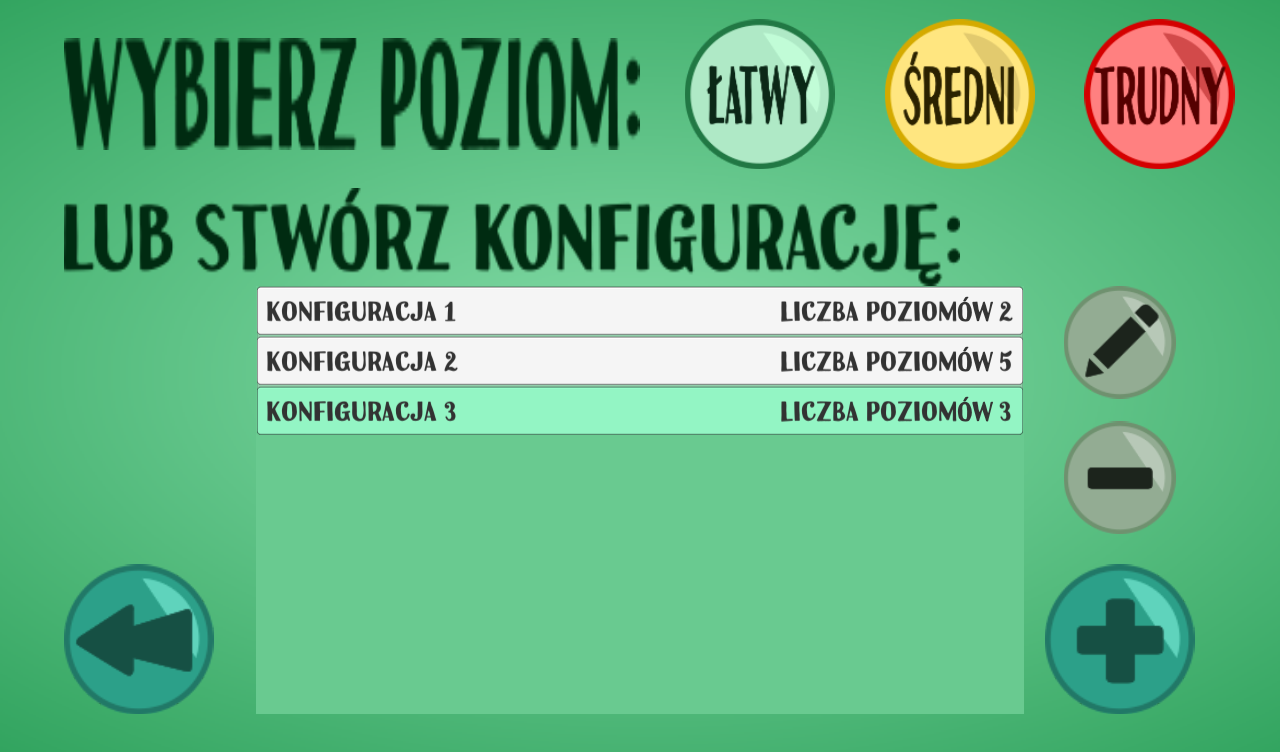 WYBIERZ POZIOM: ŁATWY ŚREDNI TRUDNY
LUB STWÓRZ KONFIGURACJĘ:
KONFIGURACJA 1 LICZBA POZIOMÓW 2
KONFIGURACJA 2 LICZBA POZIOMÓW 5
KONFIGURACJA 3 LICZBA POZIOMÓW 3